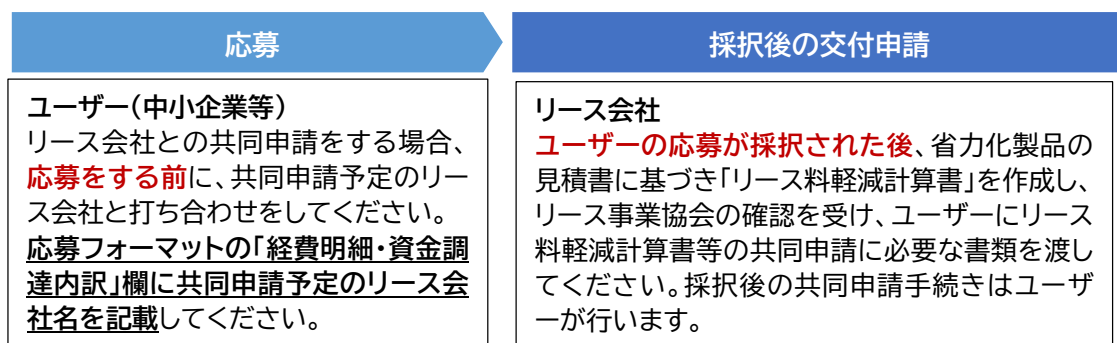 応募
採択後の交付申請
ユーザー(中小企業等)
リース会社との共同申請をする場合、
応募をする前に、共同申請予定のリー
ス会社と打ち合わせをしてください。
応募フォーマットの「経費明細・資金調
達内訳」欄に共同申請予定のリース会
社名を記載してください。
リース会社
ユーザーの応募が採択された後、省力化製品の
見積書に基づき「リース料軽減計算書」を作成し、
リース事業協会の確認を受け、ユーザーにリース
料軽減計算書等の共同申請に必要な書類を渡し
てください。採択後の共同申請手続きはユーザ
ーが行います。